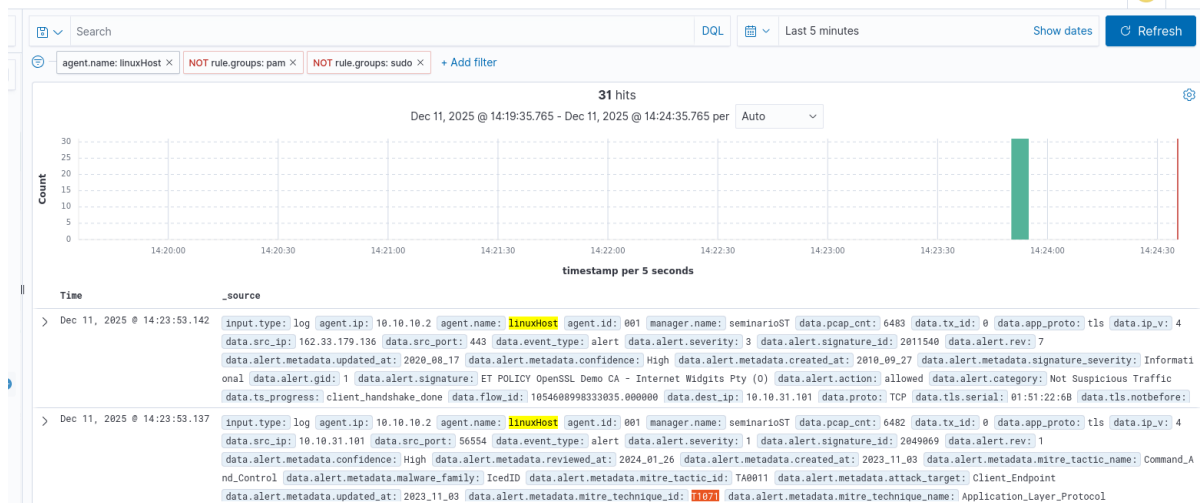 Search DQL Last 5 minutes Show dates Refresh
agent.name: linuxHost × NOT rule.groups: pam × NOT rule.groups: sudo × + Add filter
31 hits
Dec 11, 2025 @ 14:19:35.765 - Dec 11, 2025 @ 14:24:35.765 per Auto
Count
30
25
20
15
10
5
0
14:20:00 14:20:30 14:21:00 14:21:30 14:22:00 14:22:30 14:23:00 14:23:30 14:24:00 14:24:30
timestamp per 5 seconds
Time _source
Dec 11, 2025 @ 14:23:53.142 input.type: log agent.ip: 10.10.10.2 agent.name: linuxHost agent.id: 001 manager.name: seminarioST data.pcap_cnt: 6483 data.tx_id: 0 data.app_proto: tls data.ip_v: 4
data.src_ip: 162.33.179.136 data.src_port: 443 data.event_type: alert data.alert.severity: 3 data.alert.signature_id: 2011540 data.alert.rev: 7
data.alert.metadata.updated_at: 2020_08_17 data.alert.metadata.confidence: High data.alert.metadata.created_at: 2010_09_27 data.alert.metadata.signature_severity: Informati
onal data.alert.gid: 1 data.alert.signature: ET POLICY OpenSSL Demo CA - Internet Widgits Pty (O) data.alert.action: allowed data.alert.category: Not Suspicious Traffic
data.ts_progress: client_handshake_done data.flow_id: 1054608998333035.000000 data.dest_ip: 10.10.31.101 data.proto: TCP data.tls.serial: 01:51:22:6B data.tls.notbefore:
Dec 11, 2025 @ 14:23:53.137 input.type: log agent.ip: 10.10.10.2 agent.name: linuxHost agent.id: 001 manager.name: seminarioST data.pcap_cnt: 6482 data.tx_id: 0 data.app_proto: tls data.ip_v: 4
data.src_ip: 10.10.31.101 data.src_port: 56554 data.event_type: alert data.alert.severity: 1 data.alert.signature_id: 2049069 data.alert.rev: 1
data.alert.metadata.confidence: High data.alert.metadata.reviewed_at: 2024_01_26 data.alert.metadata.created_at: 2023_11_03 data.alert.metadata.mitre_tactic_name: Command_A
nd_Control data.alert.metadata.malware_family: IcedID data.alert.metadata.mitre_tactic_id: TA0011 data.alert.metadata.attack_target: Client_Endpoint
data.alert.metadata.updated_at: 2023_11_03 data.alert.metadata.mitre_technique_id: T1071 data.alert.metadata.mitre_technique_name: Application_Layer_Protocol